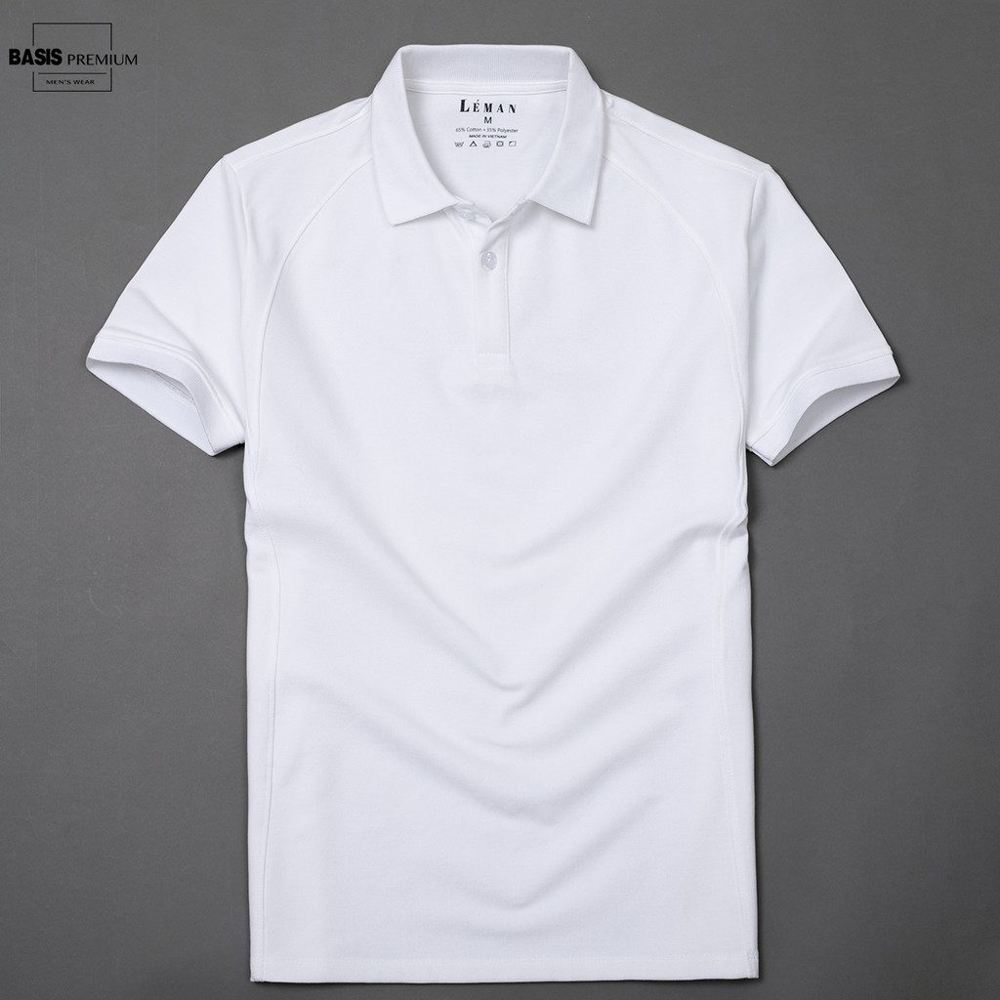 BASIS PREMIUM
MEN'S WEAR
LÉMAN
M
65% Cotton + 35% Polyester
MADE IN VIETNAM